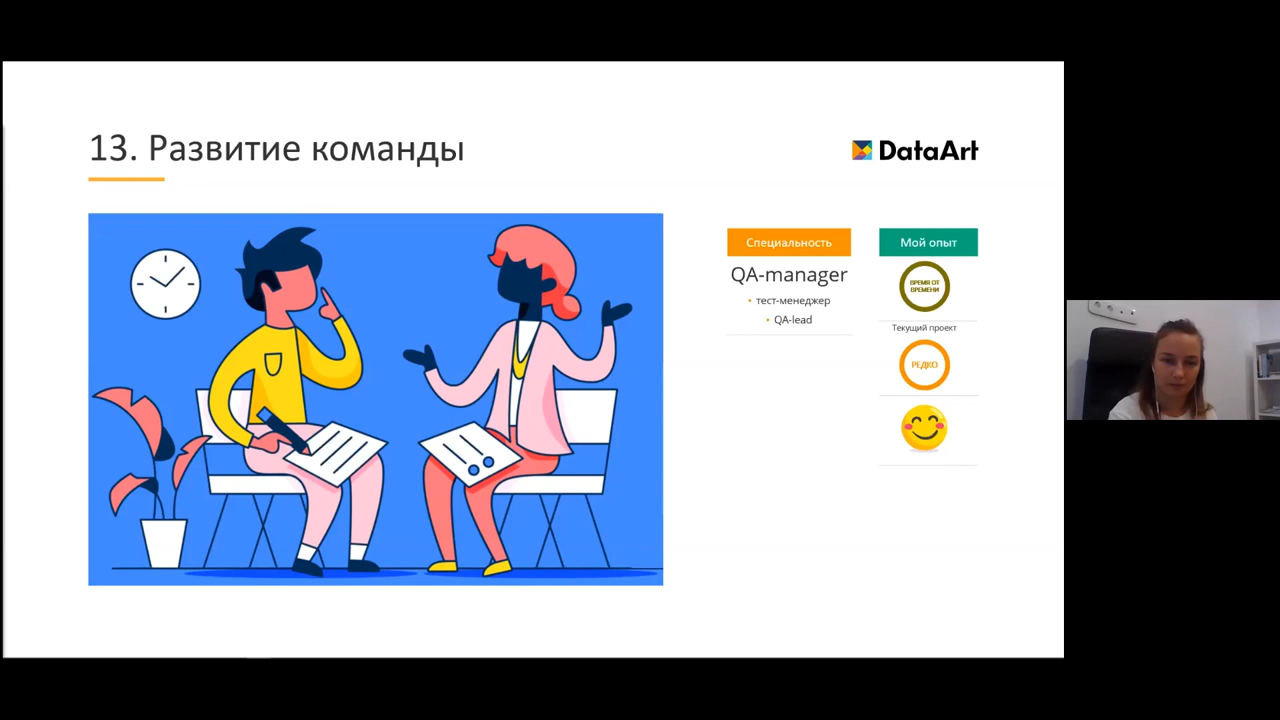 13. Развитие команды
DataArt
Специальность
Мой опыт
QA-manager
• тест-менеджер
• QA-lead
ВРЕМЯ ОТ
ВРЕМЕНИ
Текущий проект
РЕДКО